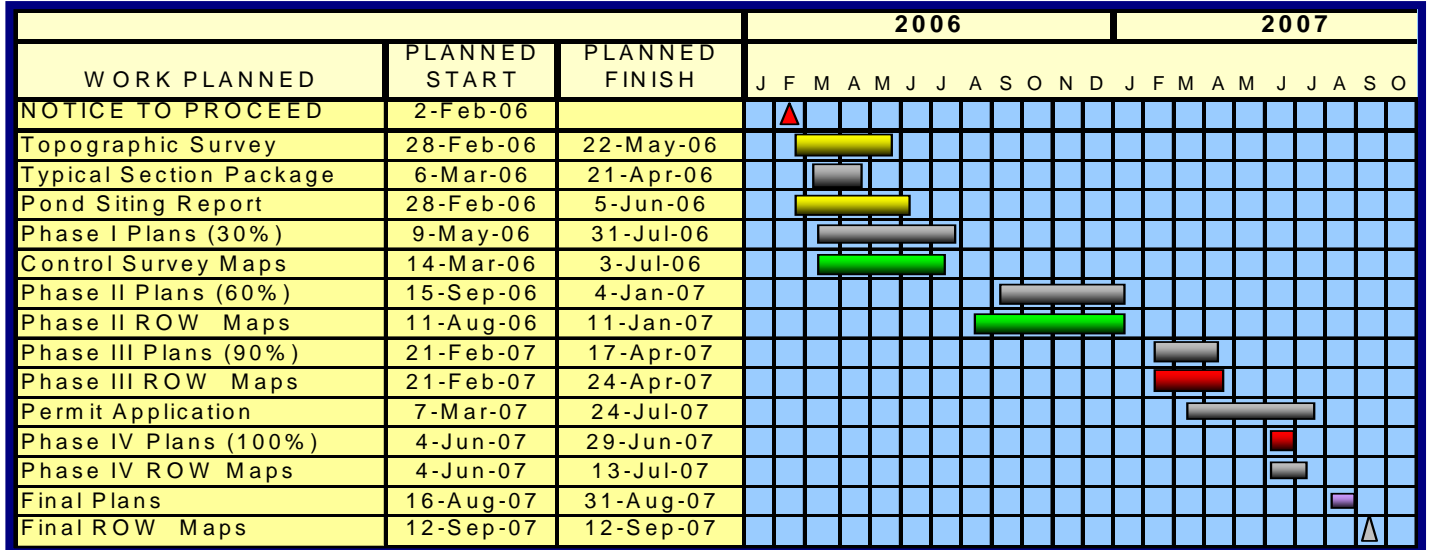 2006 2007
WORK PLANNED PLANNED START PLANNED FINISH J F M A M J J A S O N D J F M A M J J A S O
NOTICE TO PROCEED 2-Feb-06
Topographic Survey 28-Feb-06 22-May-06
Typical Section Package 6-Mar-06 21-Apr-06
Pond Siting Report 28-Feb-06 5-Jun-06
Phase I Plans (30%) 9-May-06 31-Jul-06
Control Survey Maps 14-Mar-06 3-Jul-06
Phase II Plans (60%) 15-Sep-06 4-Jan-07
Phase II ROW Maps 11-Aug-06 11-Jan-07
Phase III Plans (90%) 21-Feb-07 17-Apr-07
Phase III ROW Maps 21-Feb-07 24-Apr-07
Permit Application 7-Mar-07 24-Jul-07
Phase IV Plans (100%) 4-Jun-07 29-Jun-07
Phase IV ROW Maps 4-Jun-07 13-Jul-07
Final Plans 16-Aug-07 31-Aug-07
Final ROW Maps 12-Sep-07 12-Sep-07